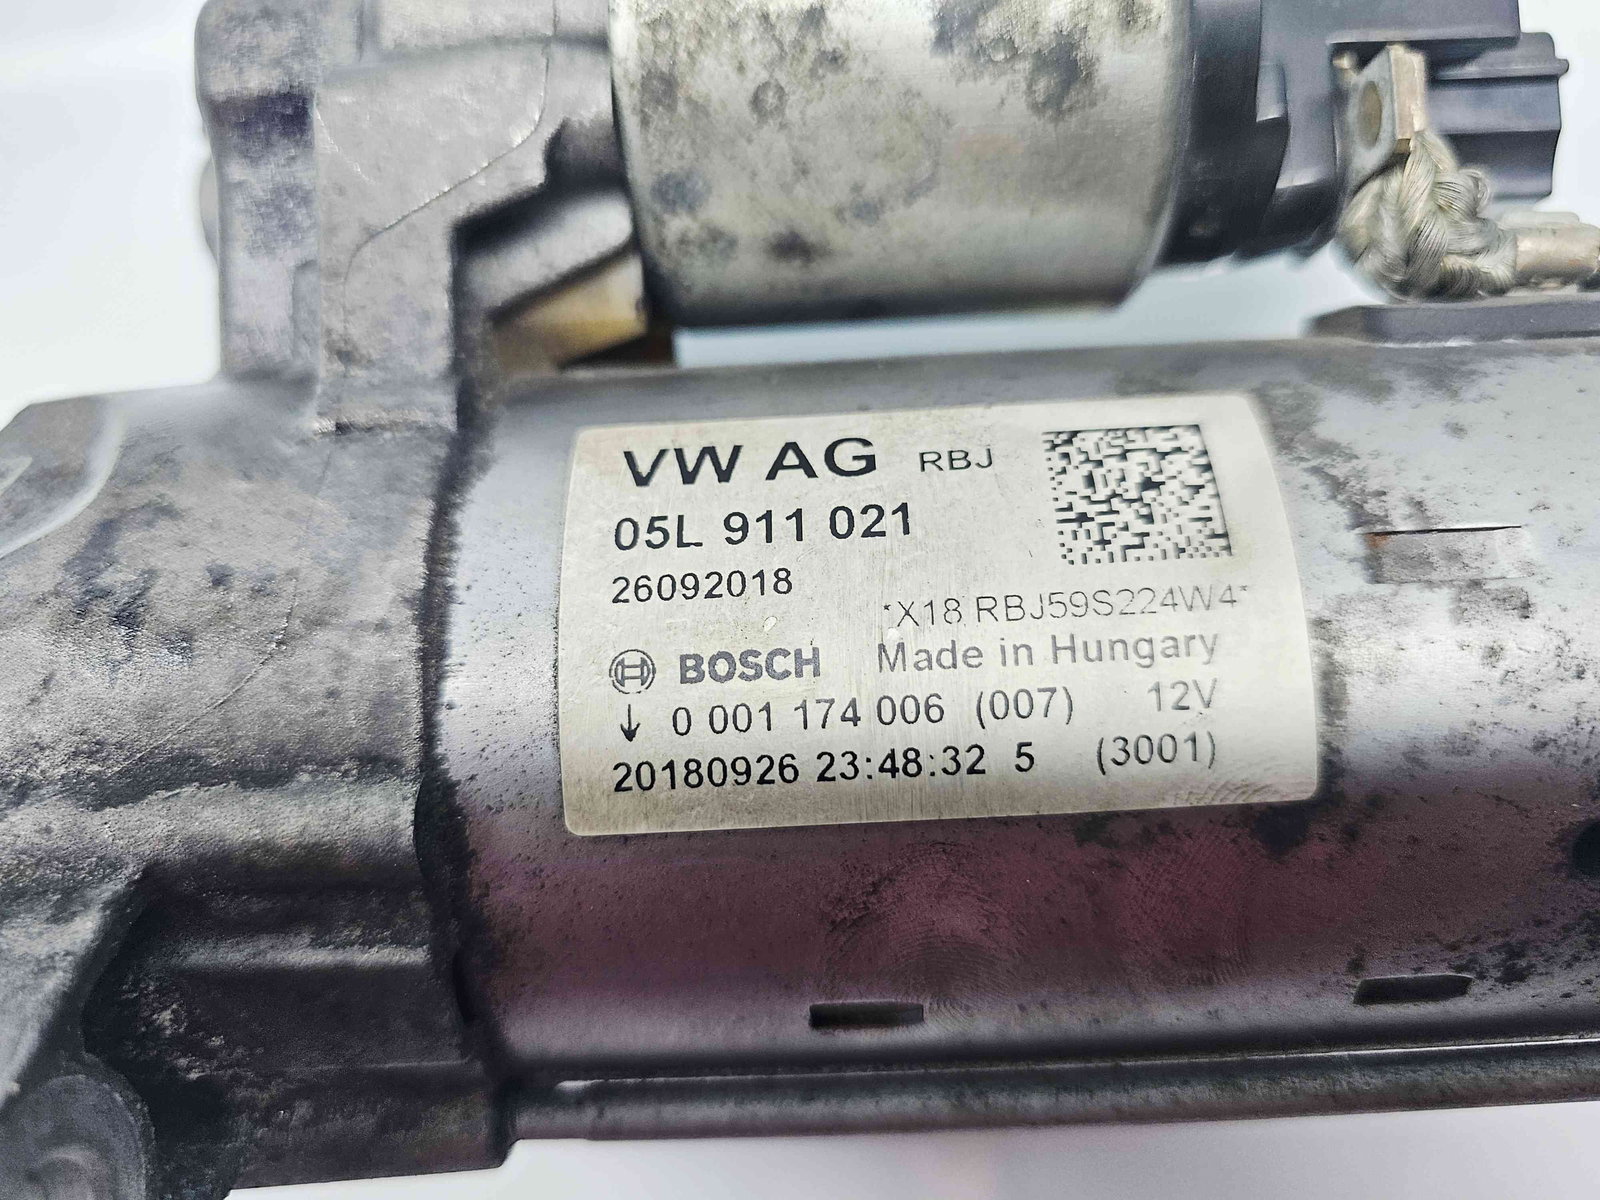 VW AG RBJ
05L 911 021
26092018
*X18 RBJ59S224W4*
BOSCH Made in Hungary
↓ 0 001 174 006 (007) 12V
20180926 23:48:32 5 (3001)